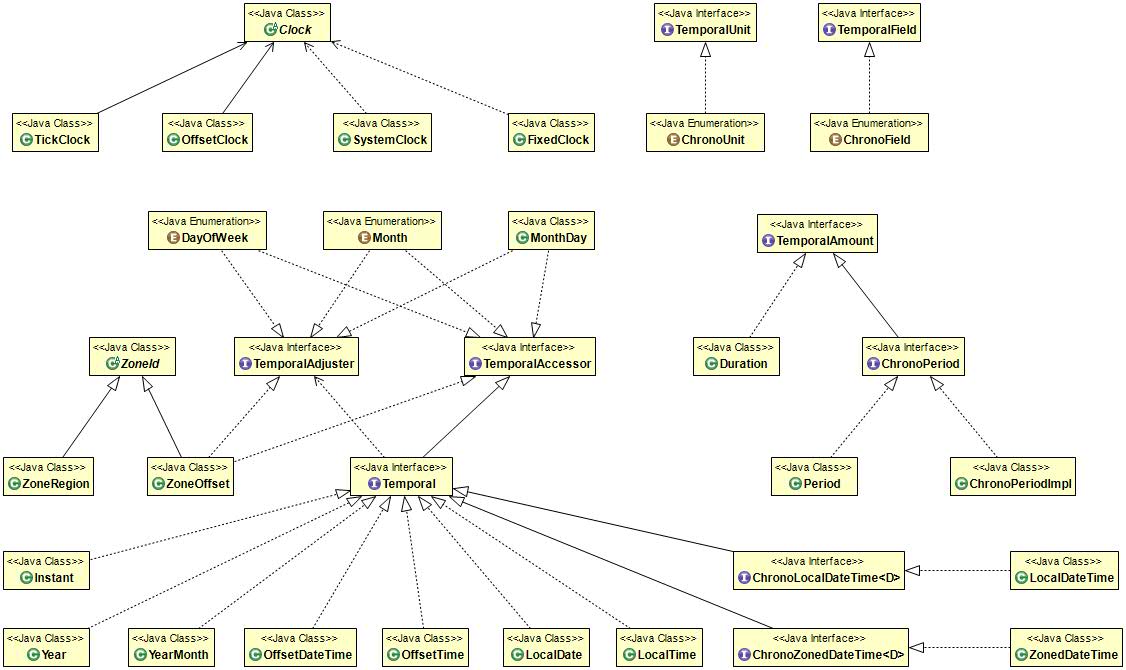 <<Java Class>>
Clock
<<Java Interface>>
TemporalUnit
<<Java Interface>>
TemporalField
<<Java Class>>
TickClock
<<Java Class>>
OffsetClock
<<Java Class>>
SystemClock
<<Java Class>>
FixedClock
<<Java Enumeration>>
ChronoUnit
<<Java Enumeration>>
ChronoField
<<Java Enumeration>>
DayOfWeek
<<Java Enumeration>>
Month
<<Java Class>>
MonthDay
<<Java Interface>>
TemporalAmount
<<Java Class>>
ZoneId
<<Java Interface>>
TemporalAdjuster
<<Java Interface>>
TemporalAccessor
<<Java Class>>
Duration
<<Java Interface>>
ChronoPeriod
<<Java Class>>
ZoneRegion
<<Java Class>>
ZoneOffset
<<Java Interface>>
Temporal
<<Java Class>>
Period
<<Java Class>>
ChronoPeriodImpl
<<Java Class>>
Instant
<<Java Interface>>
ChronoLocalDateTime<D>
<<Java Class>>
LocalDateTime
<<Java Class>>
Year
<<Java Class>>
YearMonth
<<Java Class>>
OffsetDateTime
<<Java Class>>
OffsetTime
<<Java Class>>
LocalDate
<<Java Class>>
LocalTime
<<Java Interface>>
ChronoZonedDateTime<D>
<<Java Class>>
ZonedDateTime